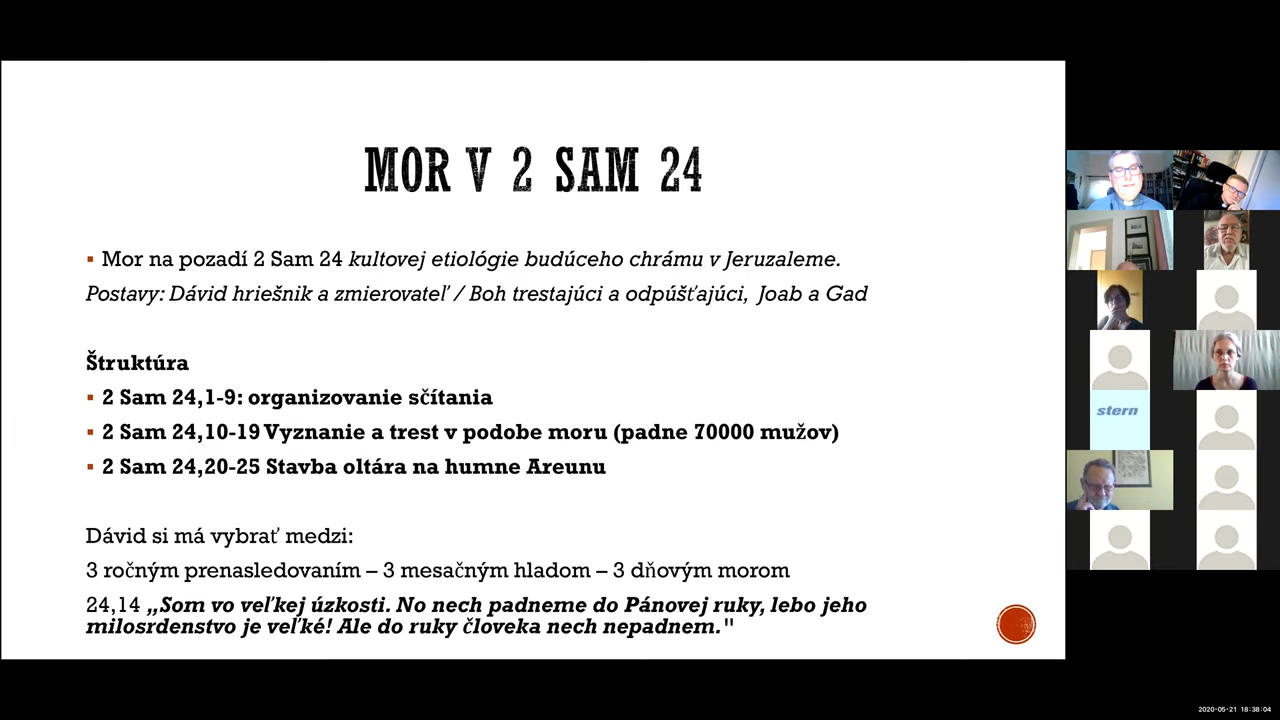 MOR V 2 SAM 24
▪ Mor na pozadí 2 Sam 24 kultovej etiológie budúceho chrámu v Jeruzaleme.
Postavy: Dávid hriešnik a zmierovateľ / Boh trestajúci a odpúšťajúci, Joab a Gad
Štruktúra
▪ 2 Sam 24,1-9: organizovanie sčítania
▪ 2 Sam 24,10-19 Vyznanie a trest v podobe moru (padne 70000 mužov)
▪ 2 Sam 24,20-25 Stavba oltára na humne Areunu
Dávid si má vybrať medzi:
3 ročným prenasledovaním – 3 mesačným hladom – 3 dňovým morom
24,14 „Som vo veľkej úzkosti. No nech padneme do Pánovej ruky, lebo jeho
milosrdenstvo je veľké! Ale do ruky človeka nech nepadnem."
stern
2020-05-21 18:38:04